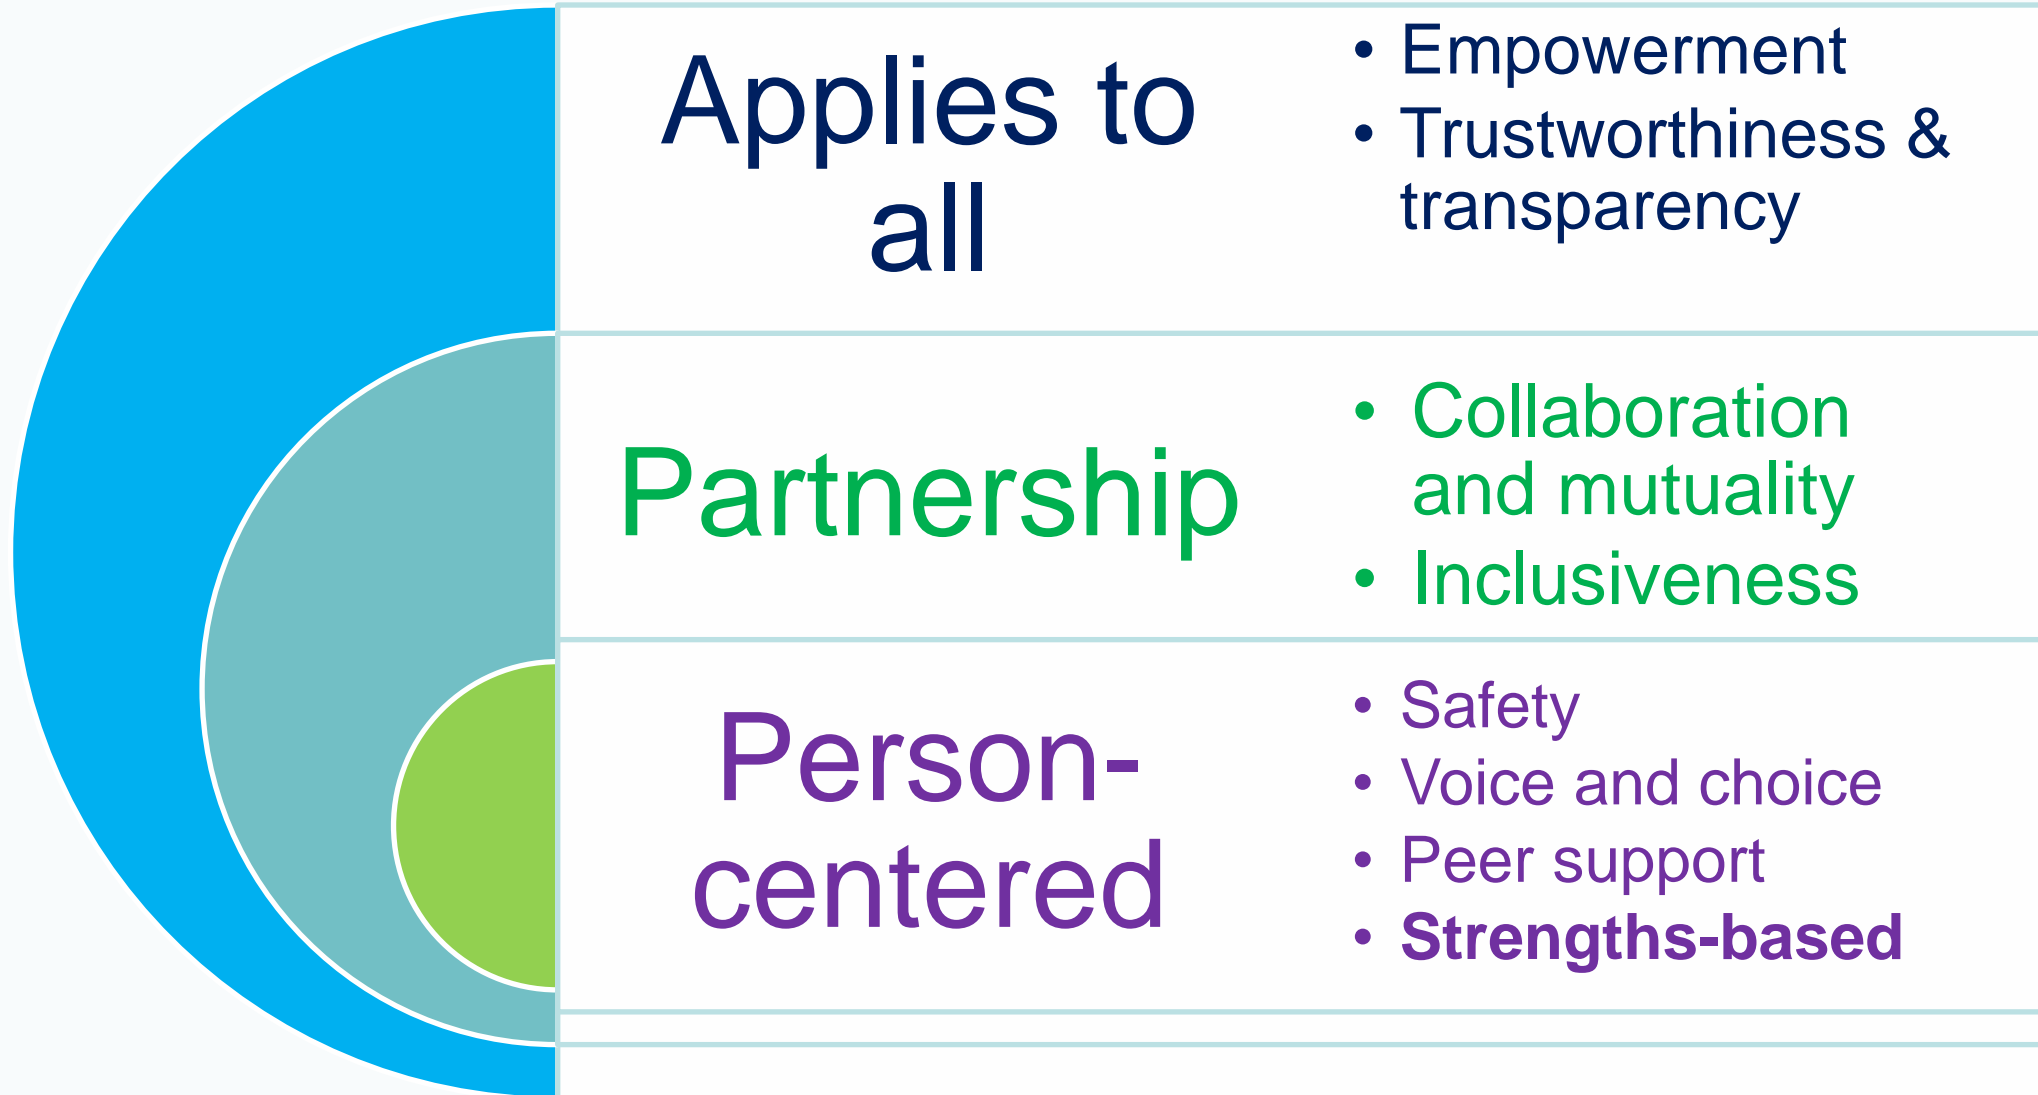 Applies to
all
• Empowerment
• Trustworthiness &
transparency
Partnership
• Collaboration
and mutuality
• Inclusiveness
Person-
centered
• Safety
• Voice and choice
• Peer support
• Strengths-based